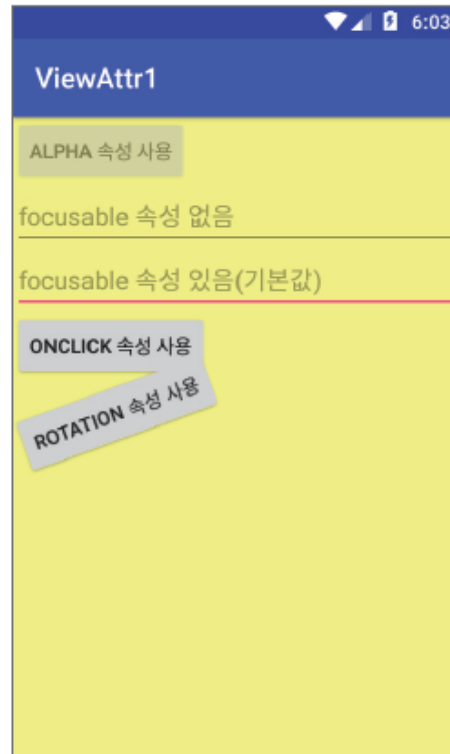 6:03
ViewAttr1
ALPHA 속성 사용
focusable 속성 없음
focusable 속성 있음(기본값)
ONCLICK 속성 사용
ROTATION 속성 사용